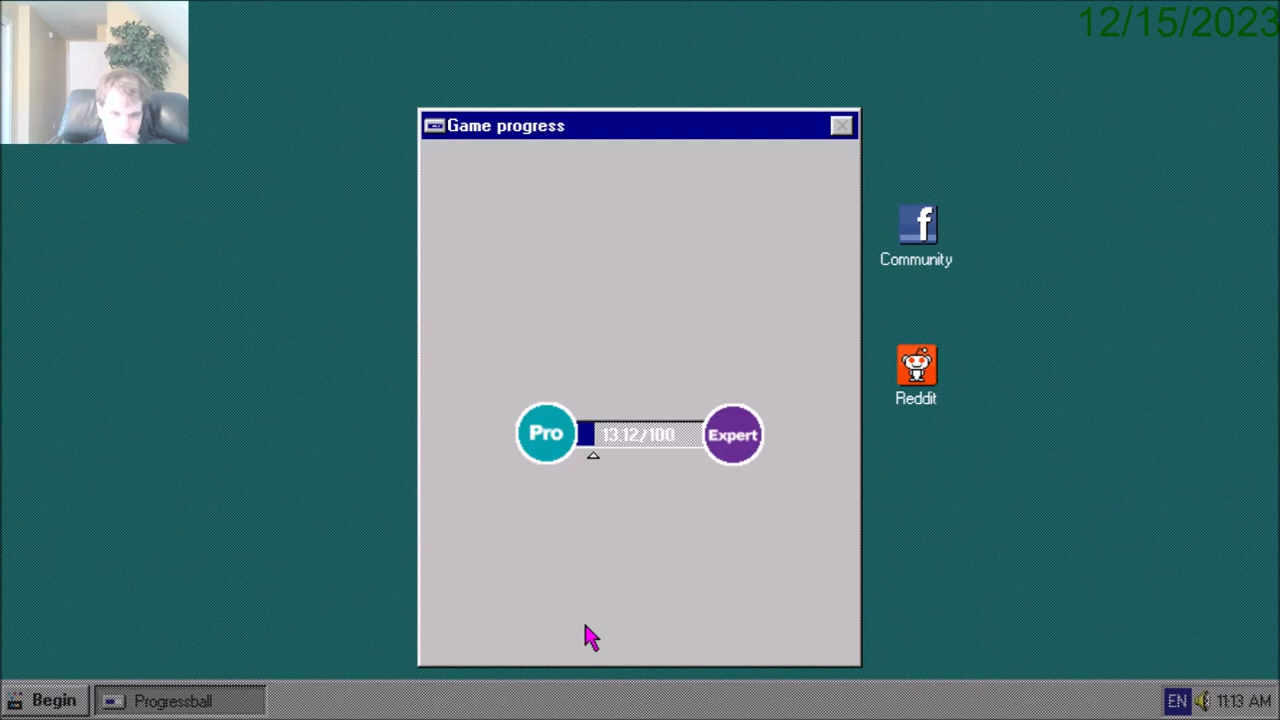 12/15/2023
Game progress
f
Community
Reddit
Pro
13.12/100
Expert
Begin
Progressball
EN
11:13 AM